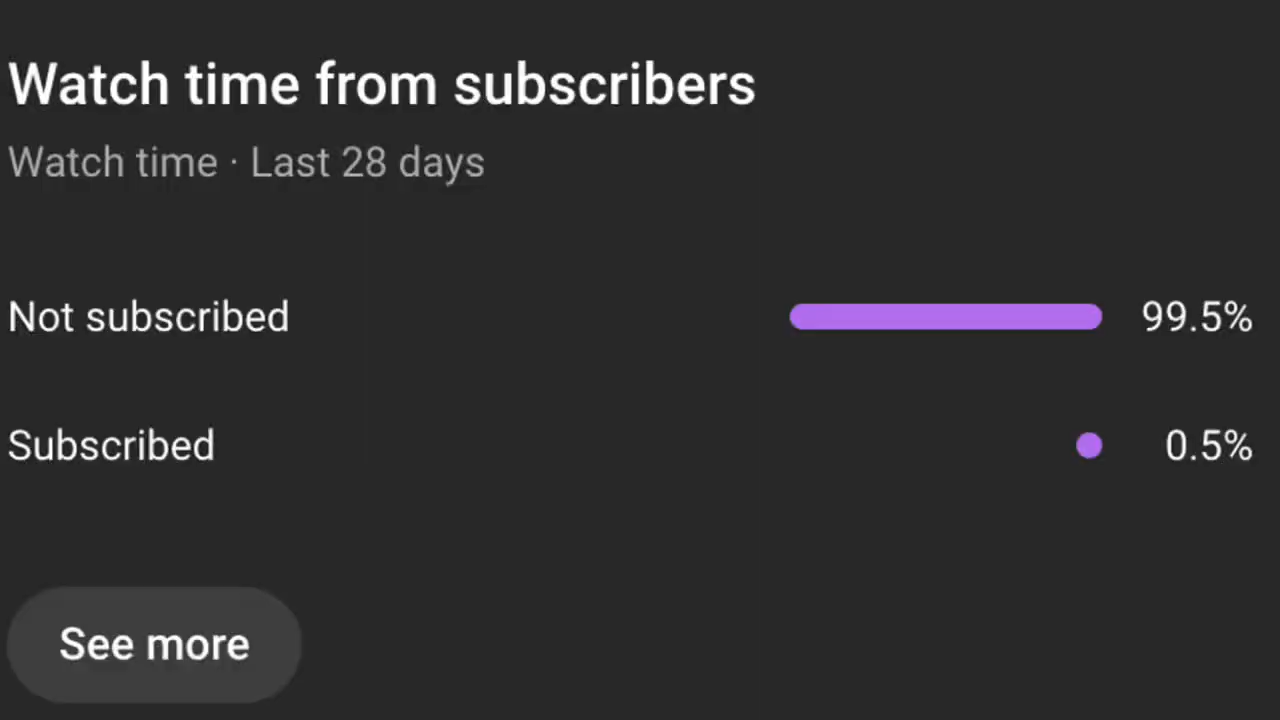 Watch time from subscribers
Watch time · Last 28 days
Not subscribed 99.5%
Subscribed 0.5%
See more